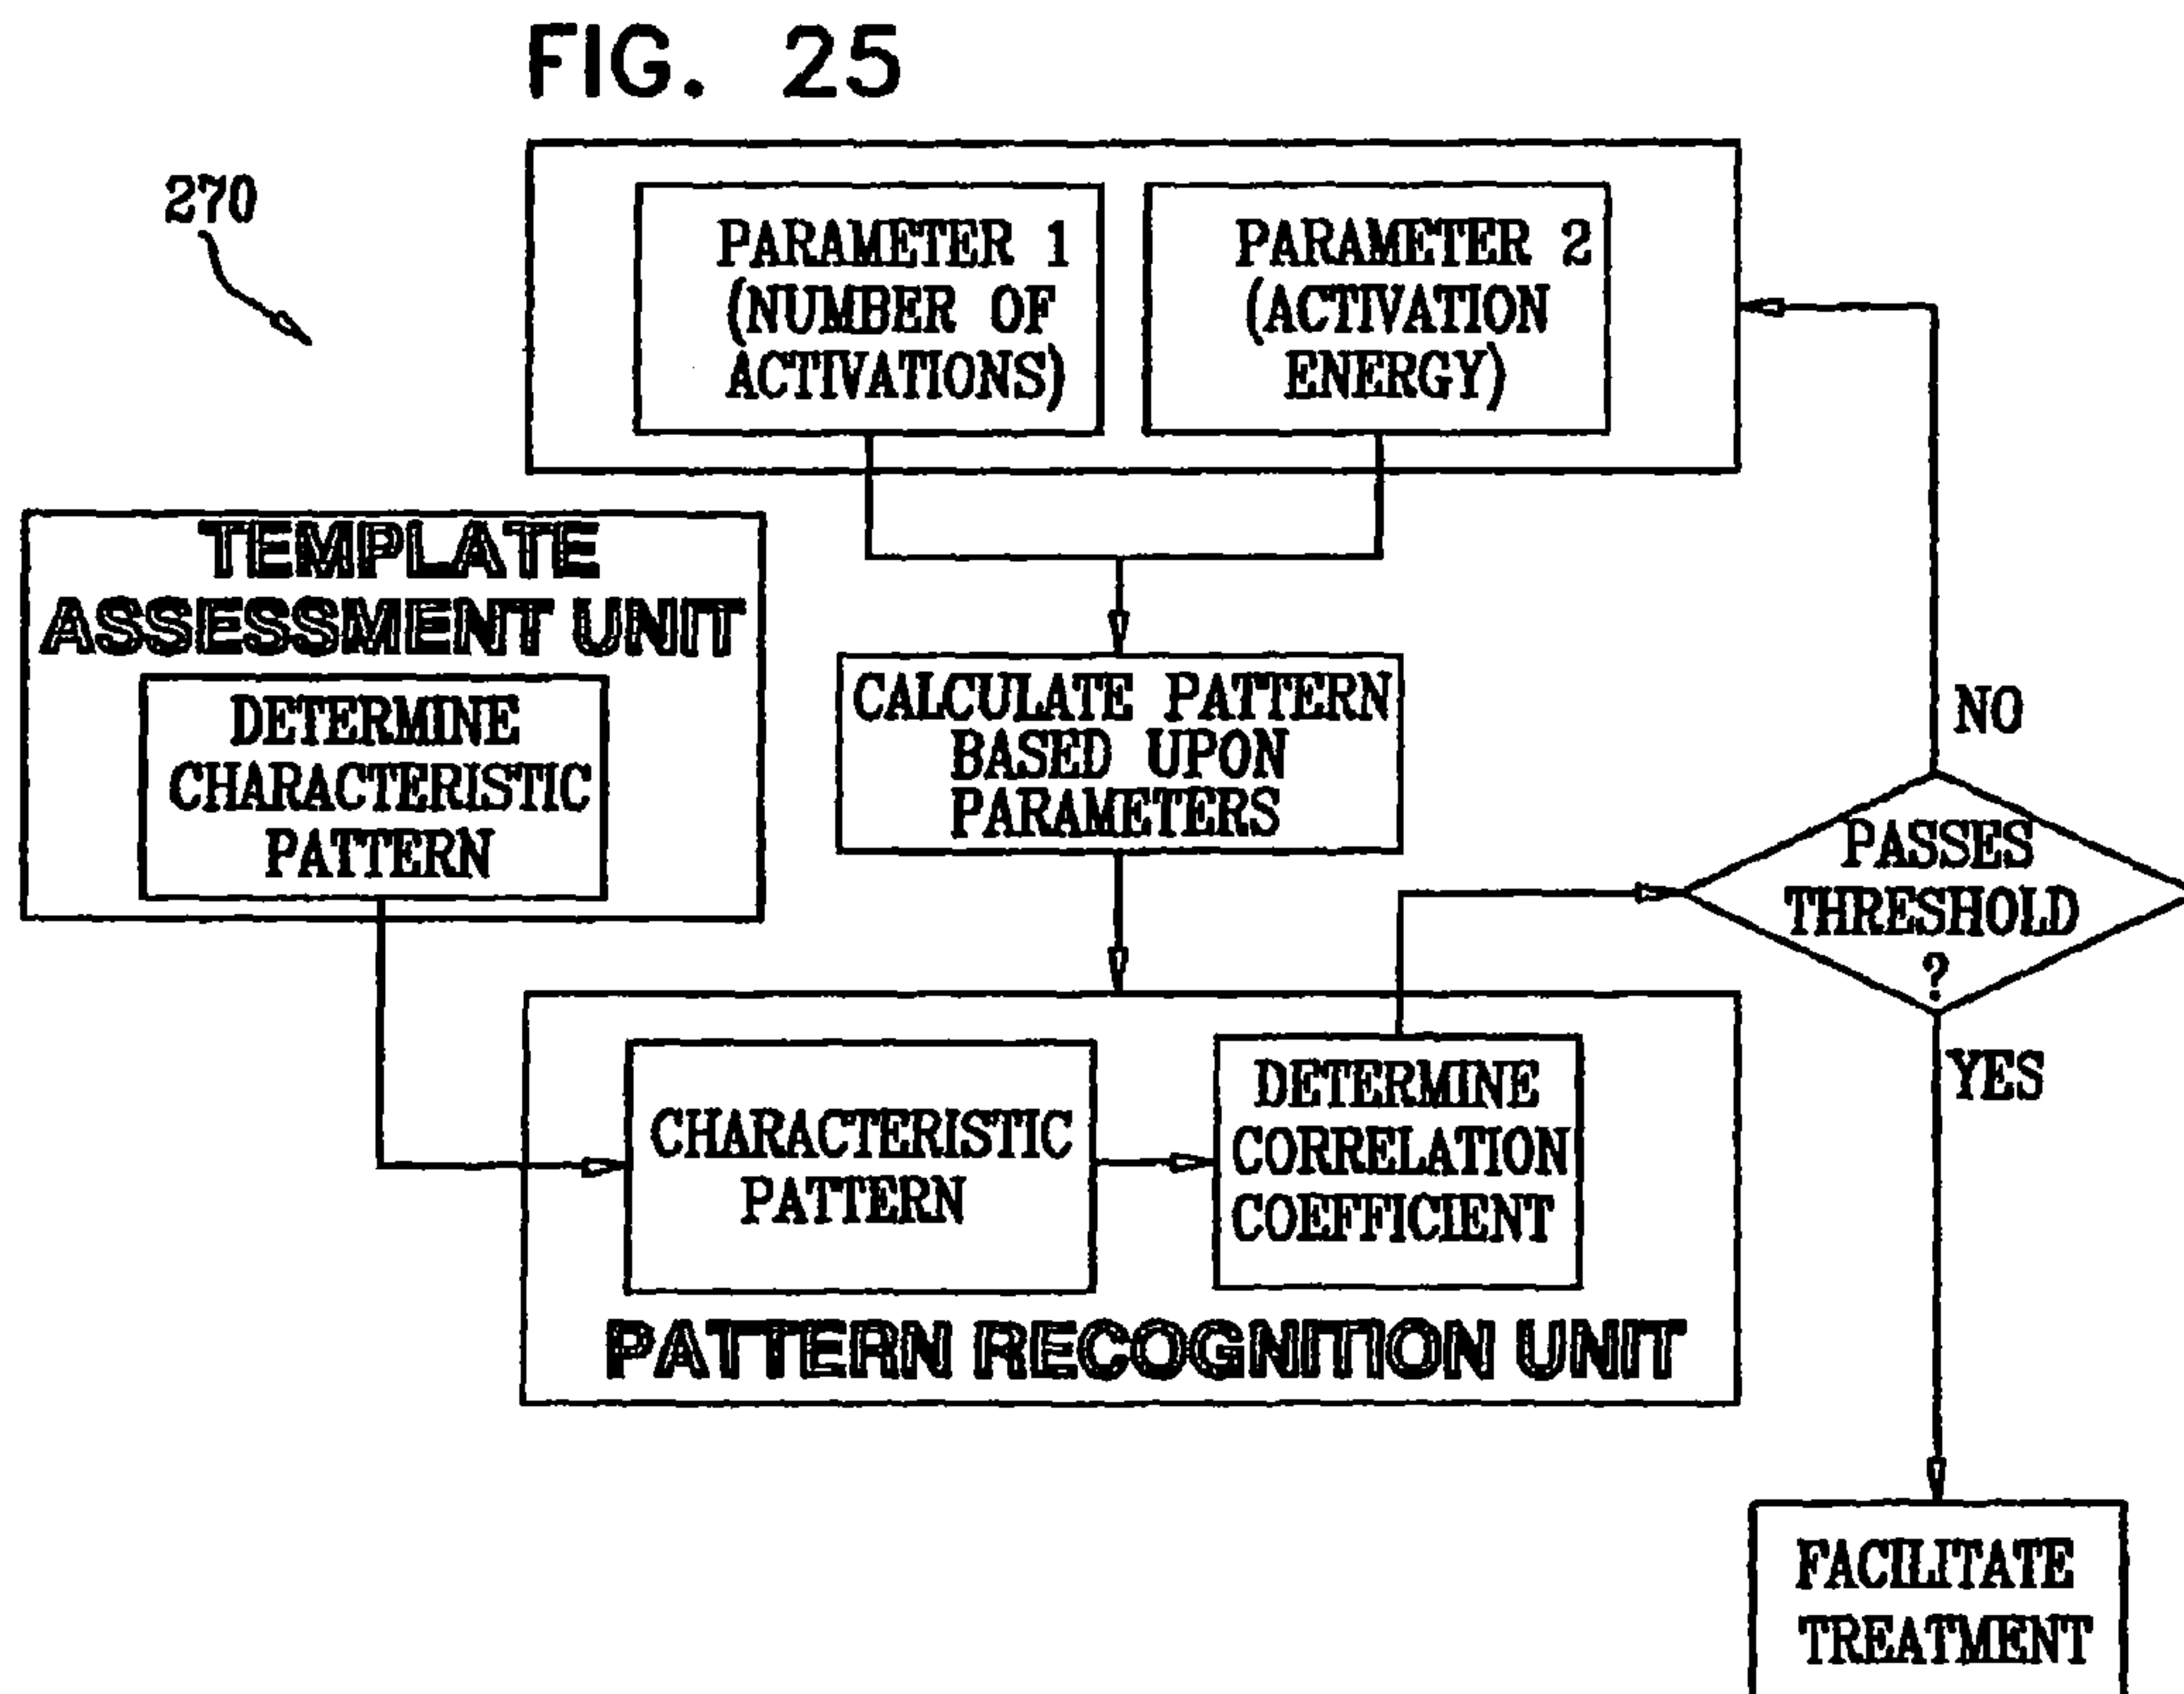 FIG. 25
270
PARAMETER 1
(NUMBER OF
ACTIVATIONS)
PARAMETER 2
(ACTIVATION
ENERGY)
TEMPLATE
ASSESSMENT UNIT
DETERMINE
CHARACTERISTIC
PATTERN
CALCULATE PATTERN
BASED UPON
PARAMETERS
NO
PASSES
THRESHOLD
?
YES
CHARACTERISTIC
PATTERN
DETERMINE
CORRELATION
COEFFICIENT
PATTERN RECOGNITION UNIT
FACILITATE
TREATMENT